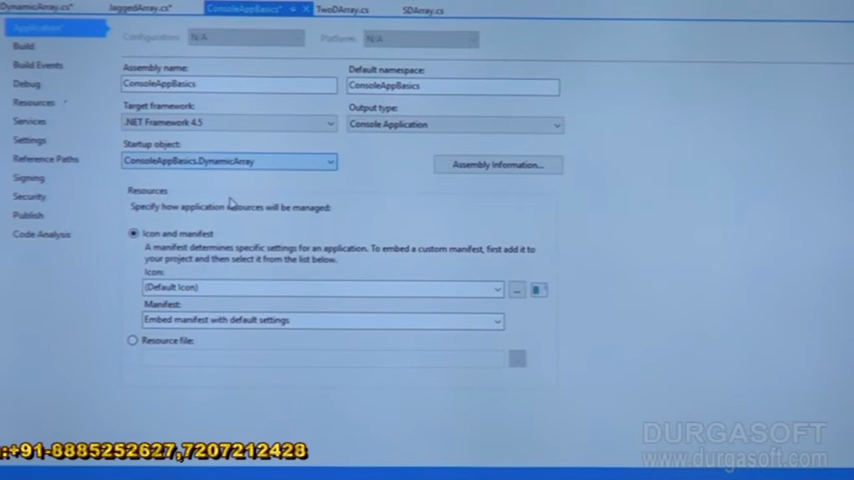 DynamicArray.cs*
JaggedArray.cs*
ConsoleAppBasics*
TwoDArray.cs
SDArray.cs
Application*
Configuration: N/A
Platform: N/A
Build
Build Events
Debug
Resources
Services
Settings
Reference Paths
Signing
Security
Publish
Code Analysis
Assembly name:
Default namespace:
ConsoleAppBasics
ConsoleAppBasics
Target framework:
Output type:
.NET Framework 4.5
Console Application
Startup object:
ConsoleAppBasics.DynamicArray
Assembly Information...
Resources
Specify how application resources will be managed:
Icon and manifest
A manifest determines specific settings for an application. To embed a custom manifest, first add it to
your project and then select it from the list below.
Icon:
(Default Icon)
...
Manifest:
Embed manifest with default settings
Resource file:
:+91-8885252627,7207212428
DURGASOFT
www.durgasoft.com